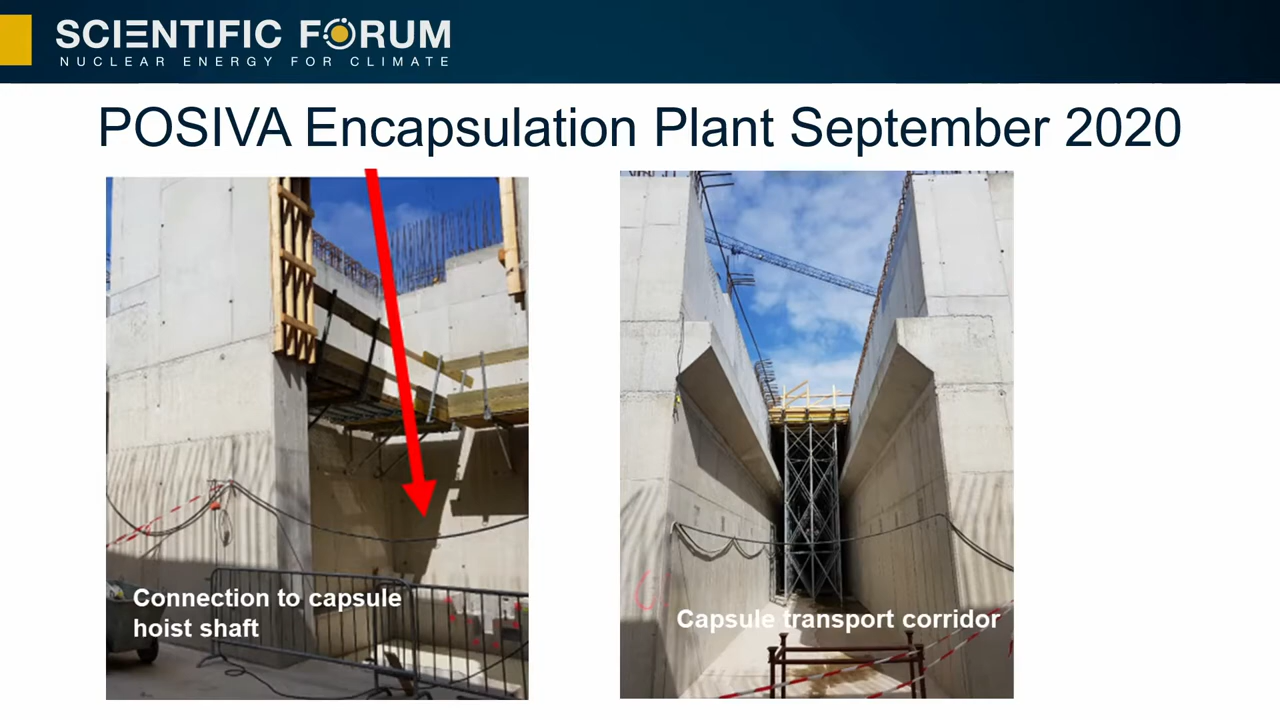 SCIENTIFIC FORUM
NUCLEAR ENERGY FOR CLIMATE
POSIVA Encapsulation Plant September 2020
Connection to capsule
hoist shaft
Capsule transport corridor